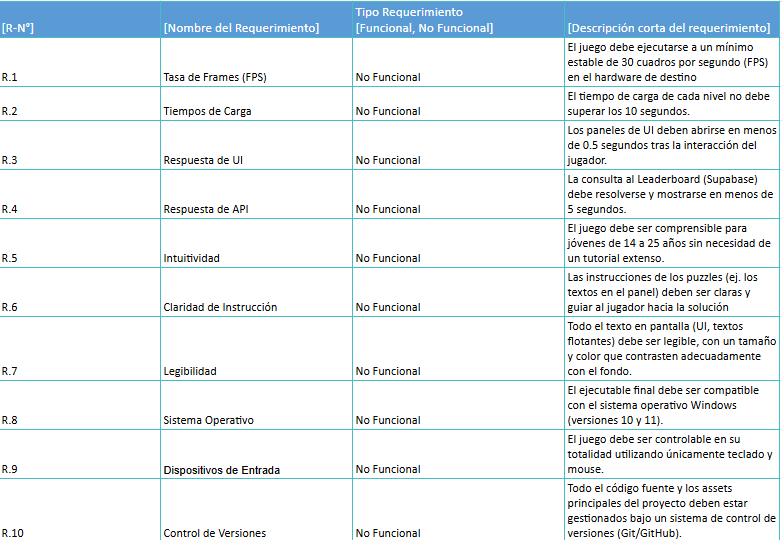 [R-N°] [Nombre del Requerimiento] Tipo Requerimiento
[Funcional, No Funcional] [Descripción corta del requerimiento]
R.1 Tasa de Frames (FPS) No Funcional El juego debe ejecutarse a un mínimo
estable de 30 cuadros por segundo (FPS)
en el hardware de destino
R.2 Tiempos de Carga No Funcional El tiempo de carga de cada nivel no debe
superar los 10 segundos.
R.3 Respuesta de UI No Funcional Los paneles de UI deben abrirse en menos
de 0.5 segundos tras la interacción del
jugador.
R.4 Respuesta de API No Funcional La consulta al Leaderboard (Supabase)
debe resolverse y mostrarse en menos de
5 segundos.
R.5 Intuitividad No Funcional El juego debe ser comprensible para
jóvenes de 14 a 25 años sin necesidad de
un tutorial extenso.
R.6 Claridad de Instrucción No Funcional Las instrucciones de los puzzles (ej. los
textos en el panel) deben ser claras y
guiar al jugador hacia la solución
R.7 Legibilidad No Funcional Todo el texto en pantalla (UI, textos
flotantes) debe ser legible, con un tamaño
y color que contrasten adecuadamente
con el fondo.
R.8 Sistema Operativo No Funcional El ejecutable final debe ser compatible
con el sistema operativo Windows
(versiones 10 y 11).
R.9 Dispositivos de Entrada No Funcional El juego debe ser controlable en su
totalidad utilizando únicamente teclado y
mouse.
R.10 Control de Versiones No Funcional Todo el código fuente y los assets
principales del proyecto deben estar
gestionados bajo un sistema de control de
versiones (Git/GitHub).